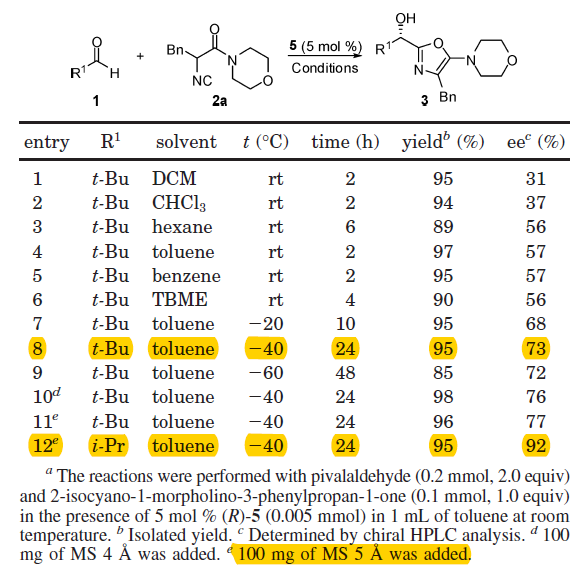 O OH
Bn O 5 (5 mol %) R1 O
R1 H + N Conditions N N O
NC O Bn
1 2a 3
entry R1 solvent t (°C) time (h) yieldb (%) eec (%)
1 t-Bu DCM rt 2 95 31
2 t-Bu CHCl3 rt 2 94 37
3 t-Bu hexane rt 6 89 56
4 t-Bu toluene rt 2 97 57
5 t-Bu benzene rt 2 95 57
6 t-Bu TBME rt 4 90 56
7 t-Bu toluene −20 10 95 68
8 t-Bu toluene −40 24 95 73
9 t-Bu toluene −60 48 85 72
10d t-Bu toluene −40 24 98 76
11e t-Bu toluene −40 24 96 77
12e i-Pr toluene −40 24 95 92
a The reactions were performed with pivalaldehyde (0.2 mmol, 2.0 equiv)
and 2-isocyano-1-morpholino-3-phenylpropan-1-one (0.1 mmol, 1.0 equiv)
in the presence of 5 mol % (R)-5 (0.005 mmol) in 1 mL of toluene at room
temperature. b Isolated yield. c Determined by chiral HPLC analysis. d 100
mg of MS 4 Å was added. e 100 mg of MS 5 Å was added.